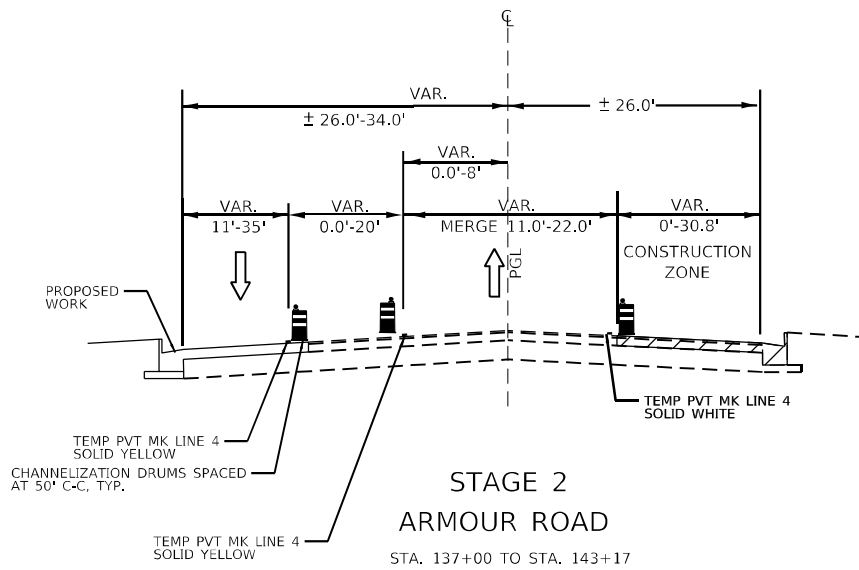 ℄
VAR.
± 26.0'-34.0'
± 26.0'
VAR.
0.0'-8'
VAR.
11'-35'
VAR.
0.0'-20'
VAR.
MERGE 11.0'-22.0'
VAR.
0'-30.8'
CONSTRUCTION
ZONE
PGL
PROPOSED
WORK
TEMP PVT MK LINE 4
SOLID WHITE
TEMP PVT MK LINE 4
SOLID YELLOW
CHANNELIZATION DRUMS SPACED
AT 50' C-C, TYP.
TEMP PVT MK LINE 4
SOLID YELLOW
STAGE 2
ARMOUR ROAD
STA. 137+00 TO STA. 143+17